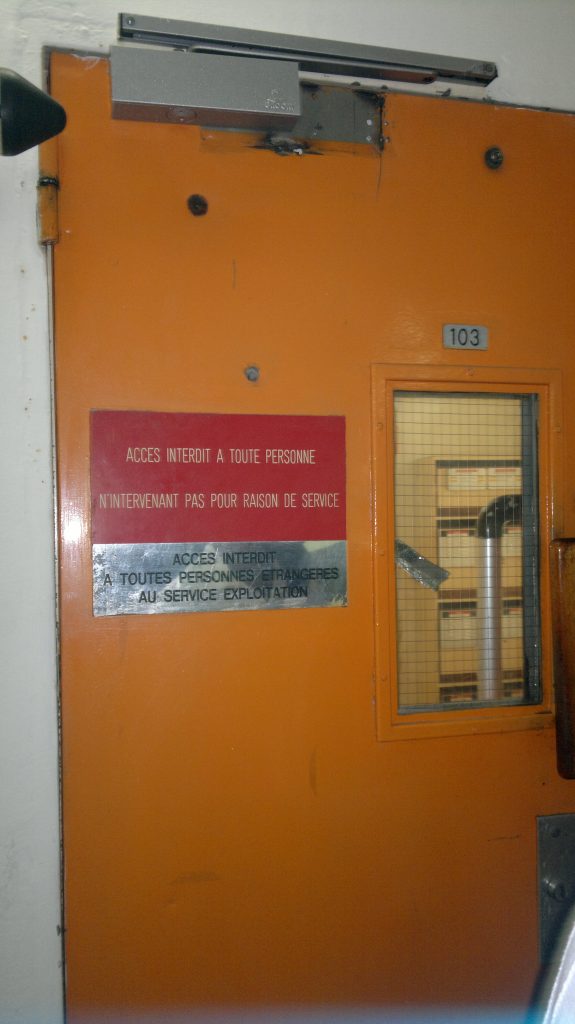 103
ACCES INTERDIT A TOUTE PERSONNE
N'INTERVENANT PAS POUR RAISON DE SERVICE
ACCES INTERDIT
A TOUTES PERSONNES ETRANGERES
AU SERVICE EXPLOITATION